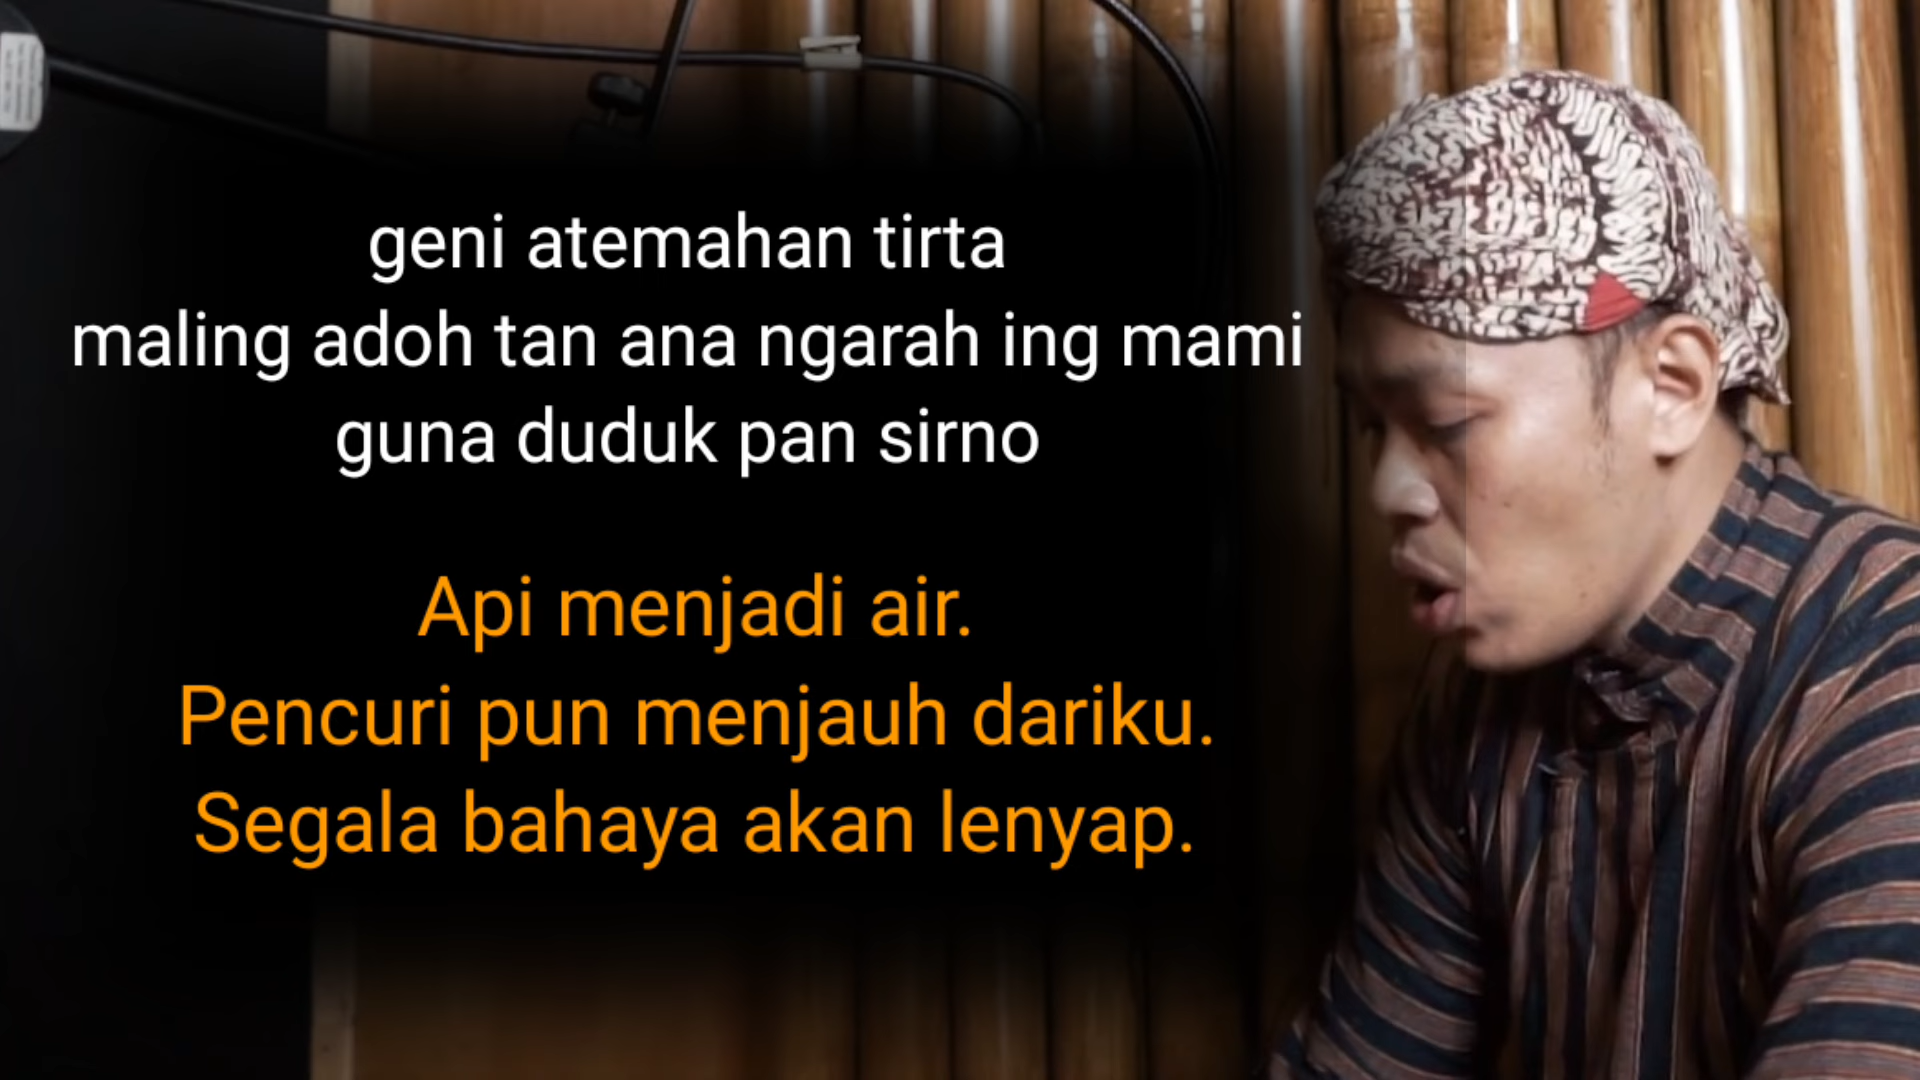 geni atemahan tirta
maling adoh tan ana ngarah ing mami
guna duduk pan sirno
Api menjadi air.
Pencuri pun menjauh dariku.
Segala bahaya akan lenyap.